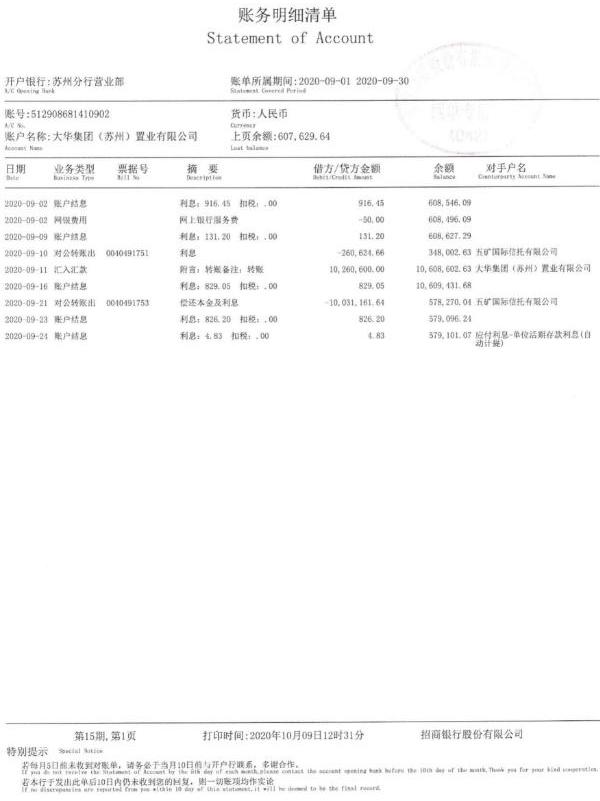 账务明细清单
Statement of Account
开户银行:苏州分行营业部 账单所属期间:2020-09-01 2020-09-30
A/C Opening Bank Statement Covered Period
账号:512908681410902 货币:人民币
A/C No. Currency
账户名称:大华集团（苏州）置业有限公司 上页余额:607,629.64
Account Name Last balance
日期 业务类型 票据号 摘 要 借方/贷方金额 余额 对手户名
Date Business Type Bill No Description Debit/Credit Amount Balance Counterparty Account Name
2020-09-02 账户结息 利息: 916.45 扣税: .00 916.45 608,546.09
2020-09-02 网银费用 网上银行服务费 -50.00 608,496.09
2020-09-09 账户结息 利息: 131.20 扣税: .00 131.20 608,627.29
2020-09-10 对公转账出 0040491751 利息 -260,624.66 348,002.63 五矿国际信托有限公司
2020-09-11 汇入汇款 附言: 转账备注: 转账 10,260,600.00 10,608,602.63 大华集团（苏州）置业有限公司
2020-09-16 账户结息 利息: 829.05 扣税: .00 829.05 10,609,431.68
2020-09-21 对公转账出 0040491753 偿还本金及利息 -10,031,161.64 578,270.04 五矿国际信托有限公司
2020-09-23 账户结息 利息: 826.20 扣税: .00 826.20 579,096.24
2020-09-24 账户结息 利息: 4.83 扣税: .00 4.83 579,101.07 应付利息-单位活期存款利息(自
动计提)
第15期,第1页 打印时间:2020年10月09日12时31分 招商银行股份有限公司
特别提示 Special Notice
若每月5日前未收到对账单，请务必于当月10日前与开户行联系，多谢合作。
If you do not receive the Statement of Account by the 5th day of each month,please contact the account opening bank before the 10th day of the month.Thank you for your kind cooperation.
若本行于发出此单后10日内仍未收到您的回复，则一切账项均作实论
If no discrepancies are reported from you within 10 day of this statement,it will be deemed to be the final record.